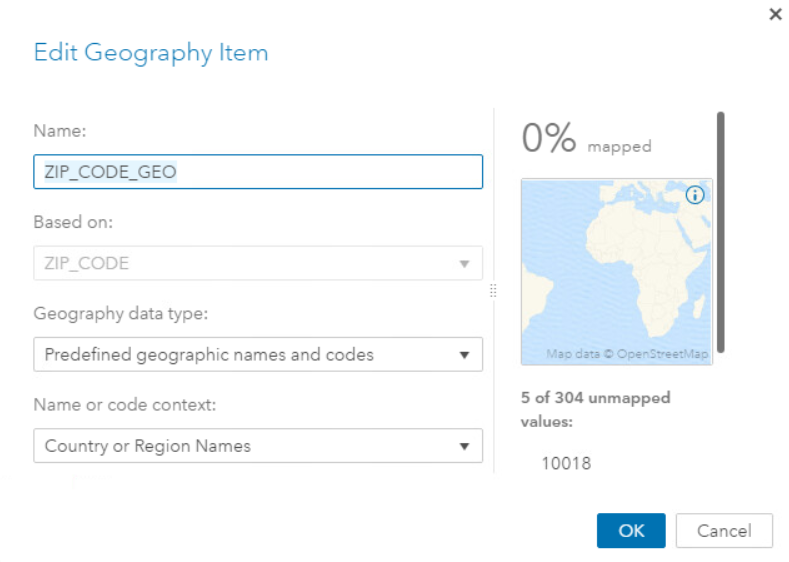 Edit Geography Item
Name:
ZIP_CODE_GEO
Based on:
ZIP_CODE
Geography data type:
Predefined geographic names and codes
Name or code context:
Country or Region Names
0% mapped
Map data © OpenStreetMap
5 of 304 unmapped
values:
10018
OK
Cancel